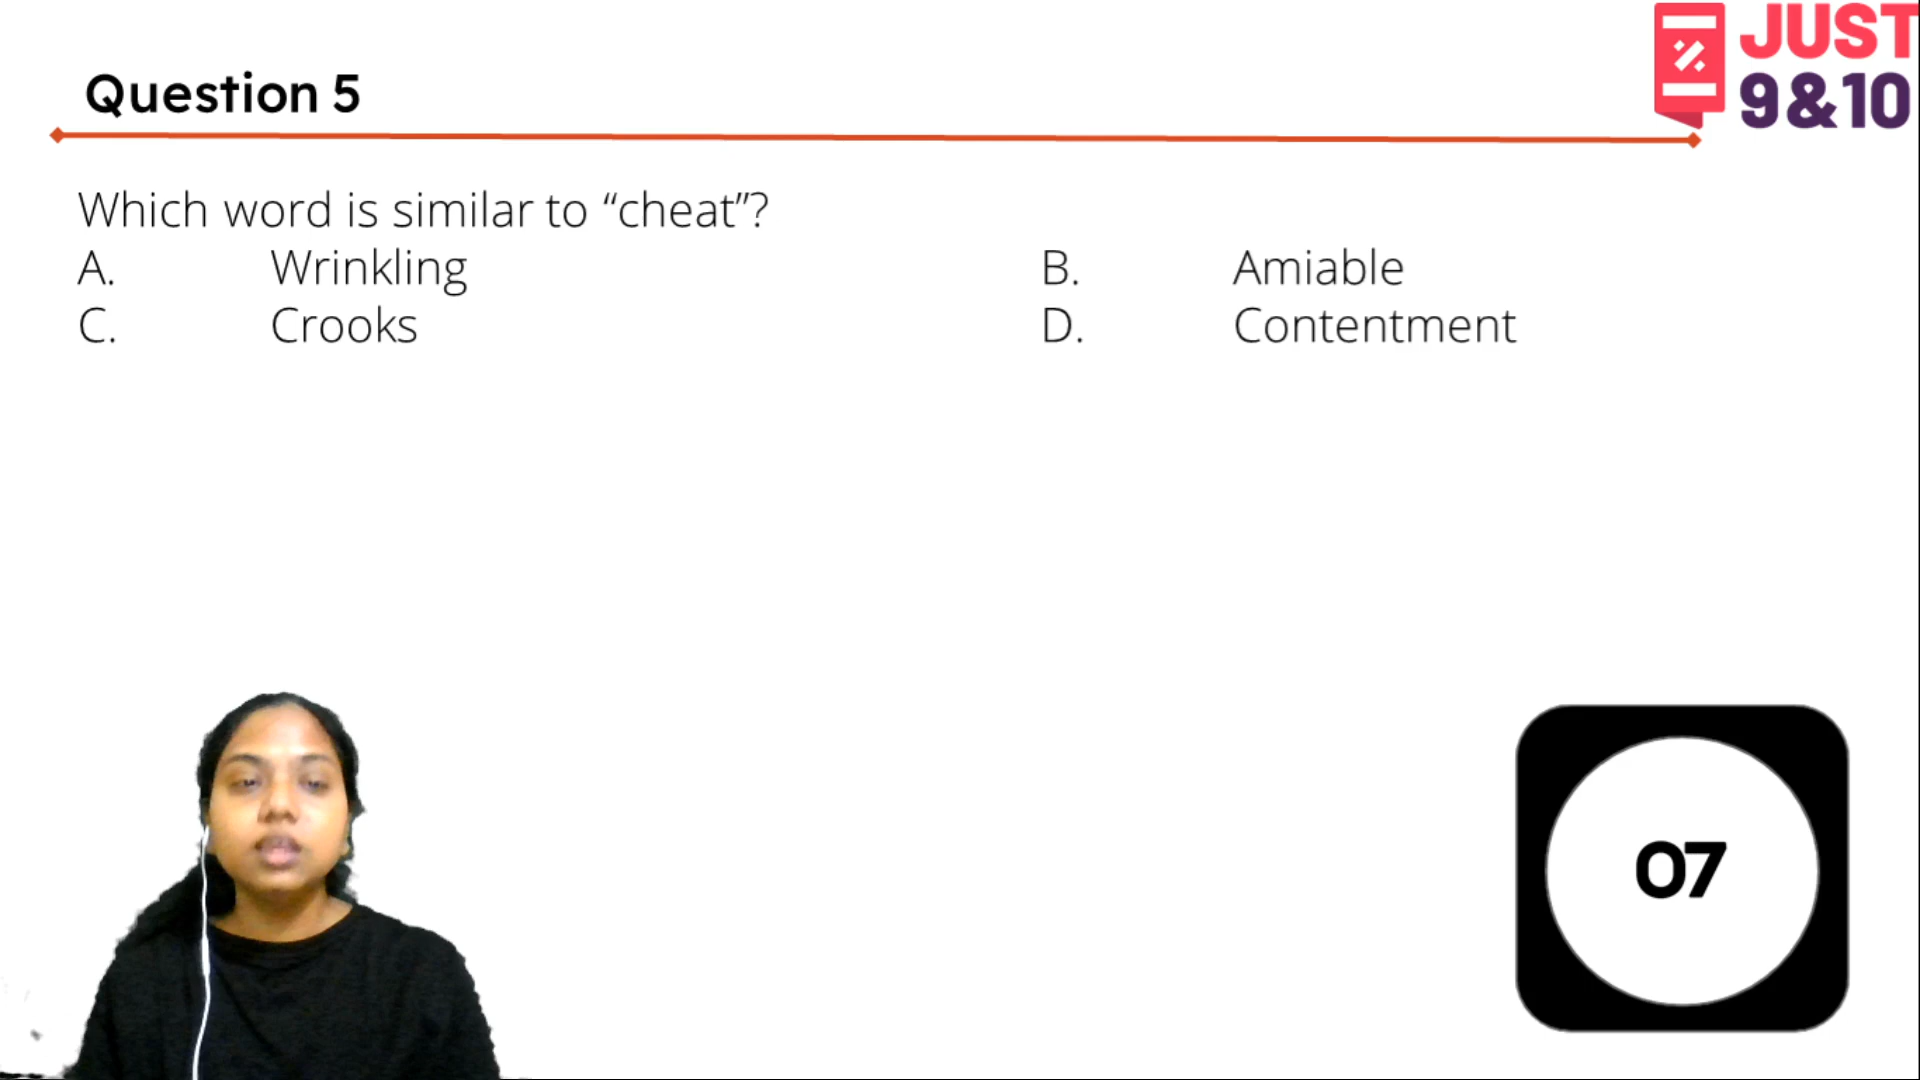 JUST
9&10
Question 5
Which word is similar to “cheat”?
A. Wrinkling B. Amiable
C. Crooks D. Contentment
07